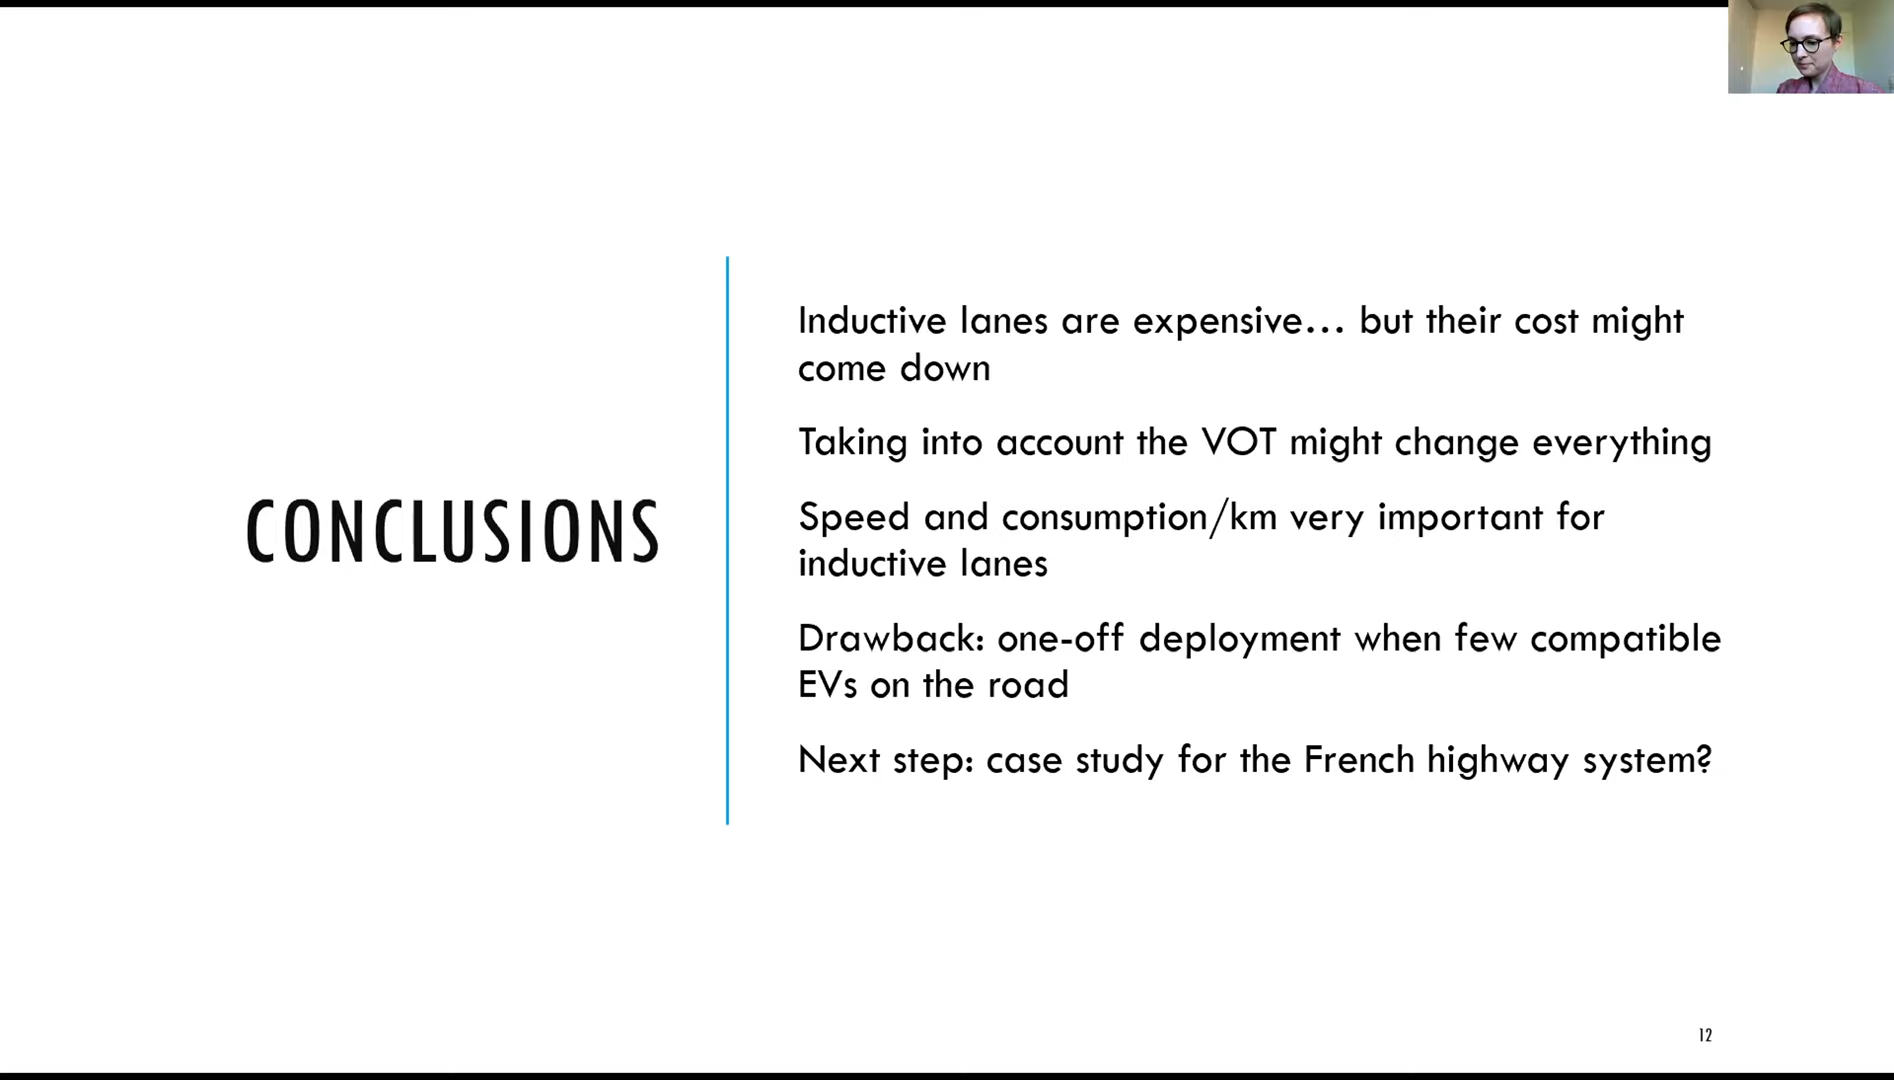 CONCLUSIONS
Inductive lanes are expensive… but their cost might
come down
Taking into account the VOT might change everything
Speed and consumption/km very important for
inductive lanes
Drawback: one-off deployment when few compatible
EVs on the road
Next step: case study for the French highway system?
12